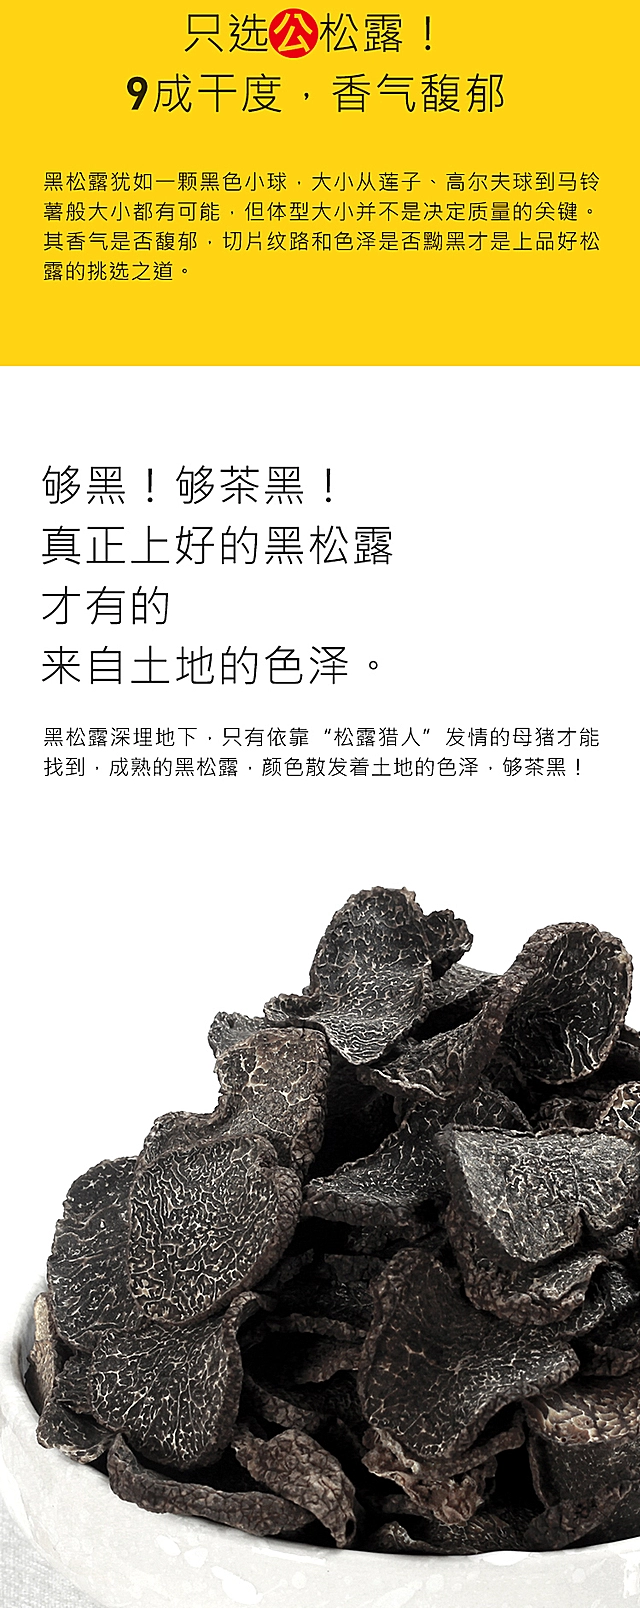 只选公松露！
9成干度，香气馥郁
黑松露犹如一颗黑色小球，大小从莲子、高尔夫球到马铃
薯般大小都有可能，但体型大小并不是决定质量的关键。
其香气是否馥郁，切片纹路和色泽是否黝黑才是上品好松
露的挑选之道。
够黑！够茶黑！
真正上好的黑松露
才有的
来自土地的色泽。
黑松露深埋地下，只有依靠“松露猎人”发情的母猪才能
找到，成熟的黑松露，颜色散发着土地的色泽，够茶黑！